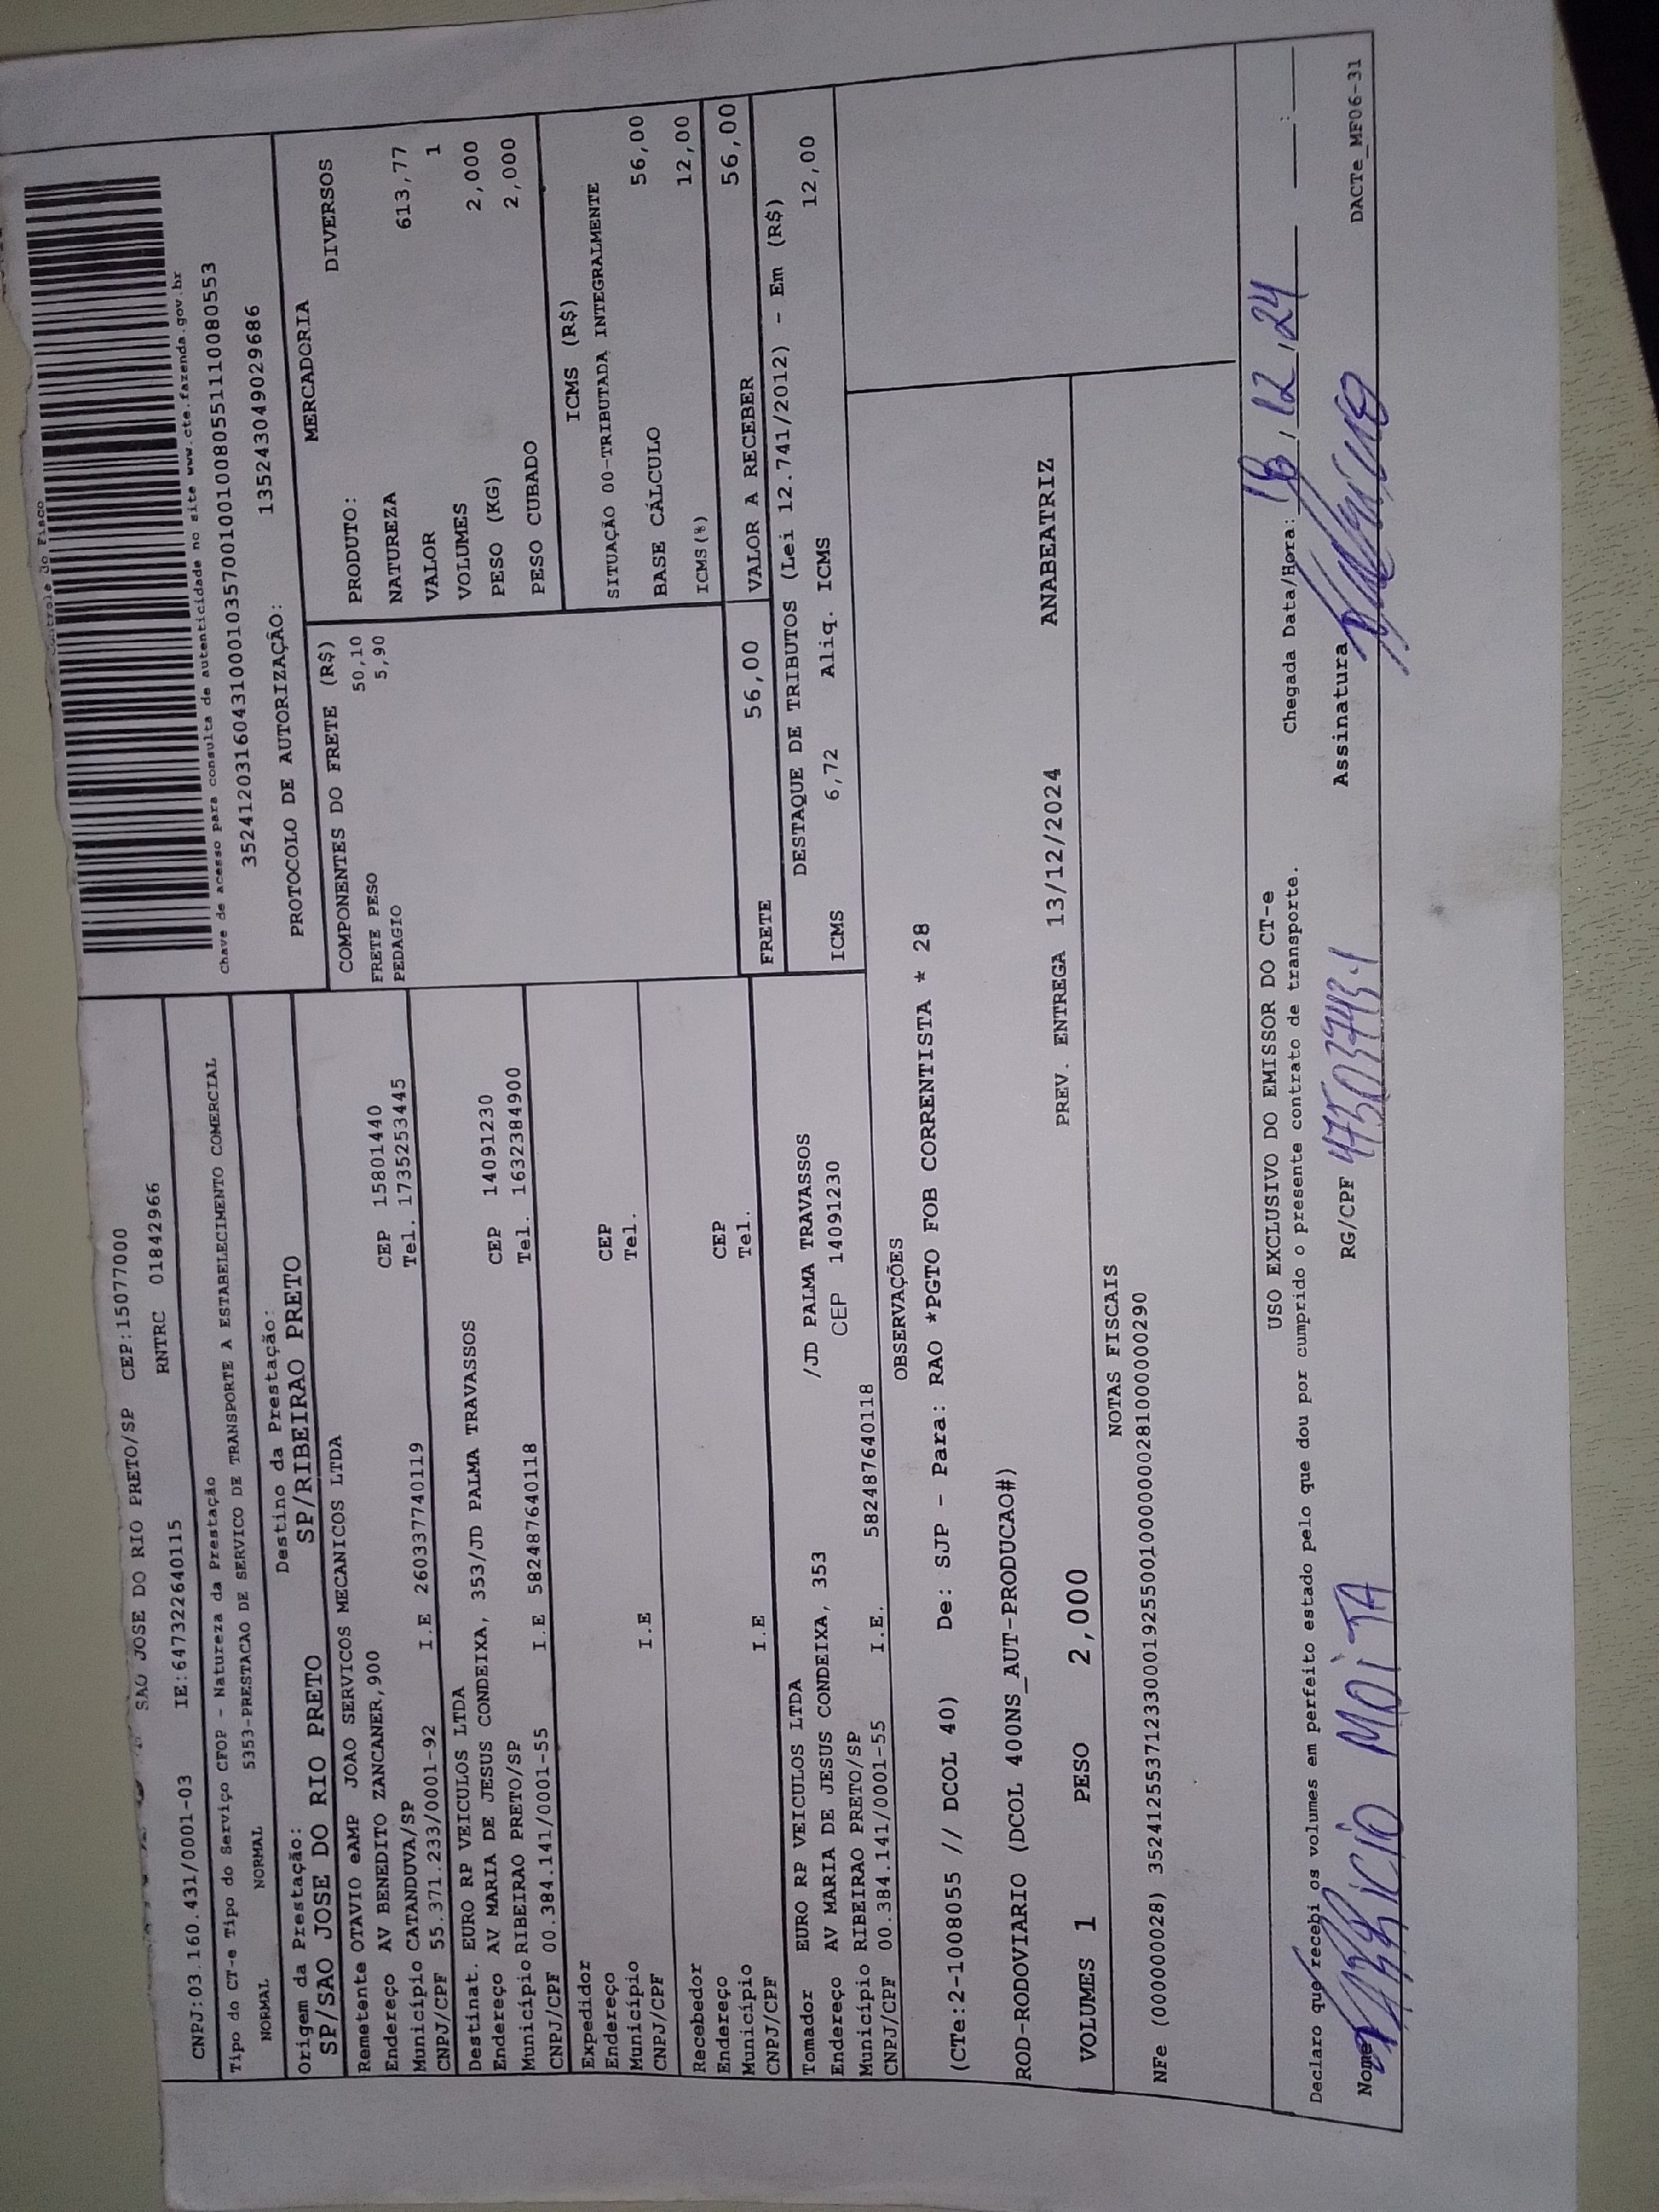 Controle do Fisco
SAO JOSE DO RIO PRETO/SP CEP:15077000
CNPJ:03.160.431/0001-03 IE:647322640115 RNTRC 01842966
Chave de acesso para consulta de autenticidade no site www.cte.fazenda.gov.br
35241203160431000103570010010080551110080553
Tipo do CT-e Tipo do Serviço CFOP - Natureza da Prestação
NORMAL NORMAL 5353-PRESTACAO DE SERVICO DE TRANSPORTE A ESTABELECIMENTO COMERCIAL
PROTOCOLO DE AUTORIZAÇÃO: 135243049029686
Origem da Prestação: Destino da Prestação:
SP/SAO JOSE DO RIO PRETO SP/RIBEIRAO PRETO
Remetente OTAVIO eAMP JOAO SERVICOS MECANICOS LTDA
Endereço AV BENEDITO ZANCANER,900 CEP 15801440
Município CATANDUVA/SP Tel. 1735253445
CNPJ/CPF 55.371.233/0001-92 I.E 260337740119
Destinat. EURO RP VEICULOS LTDA
Endereço AV MARIA DE JESUS CONDEIXA, 353/JD PALMA TRAVASSOS CEP 14091230
Município RIBEIRAO PRETO/SP Tel. 1632384900
CNPJ/CPF 00.384.141/0001-55 I.E 582487640118
Expedidor
Endereço CEP
Município Tel.
CNPJ/CPF I.E
Recebedor
Endereço CEP
Município Tel.
CNPJ/CPF I.E
COMPONENTES DO FRETE (R$)
FRETE PESO 50,10
PEDAGIO 5,90
MERCADORIA
PRODUTO: DIVERSOS
NATUREZA
VALOR 613,77
VOLUMES 1
PESO (KG) 2,000
PESO CUBADO 2,000
ICMS (R$)
SITUAÇÃO 00-TRIBUTADA INTEGRALMENTE
BASE CÁLCULO 56,00
ICMS(%) 12,00
FRETE 56,00 VALOR A RECEBER 56,00
DESTAQUE DE TRIBUTOS (Lei 12.741/2012) - Em (R$)
ICMS 6,72 Aliq. ICMS 12,00
Tomador EURO RP VEICULOS LTDA
Endereço AV MARIA DE JESUS CONDEIXA, 353 /JD PALMA TRAVASSOS
Município RIBEIRAO PRETO/SP CEP 14091230
CNPJ/CPF 00.384.141/0001-55 I.E. 582487640118
OBSERVAÇÕES
(CTe:2-1008055 // DCOL 40) De: SJP - Para: RAO *PGTO FOB CORRENTISTA * 28
ROD-RODOVIARIO (DCOL 400NS_AUT-PRODUCAO#)
PREV. ENTREGA 13/12/2024 ANABEATRIZ
VOLUMES 1 PESO 2,000
NOTAS FISCAIS
NFe (00000028) 35241255371233000192550010000000281000000290
USO EXCLUSIVO DO EMISSOR DO CT-e
Declaro que recebi os volumes em perfeito estado pelo que dou por cumprido o presente contrato de transporte.
Chegada Data/Hora: 12,24 :
Nome FABRICIO MOITA RG/CPF 47503743-1 Assinatura
DACTe_MF06-31